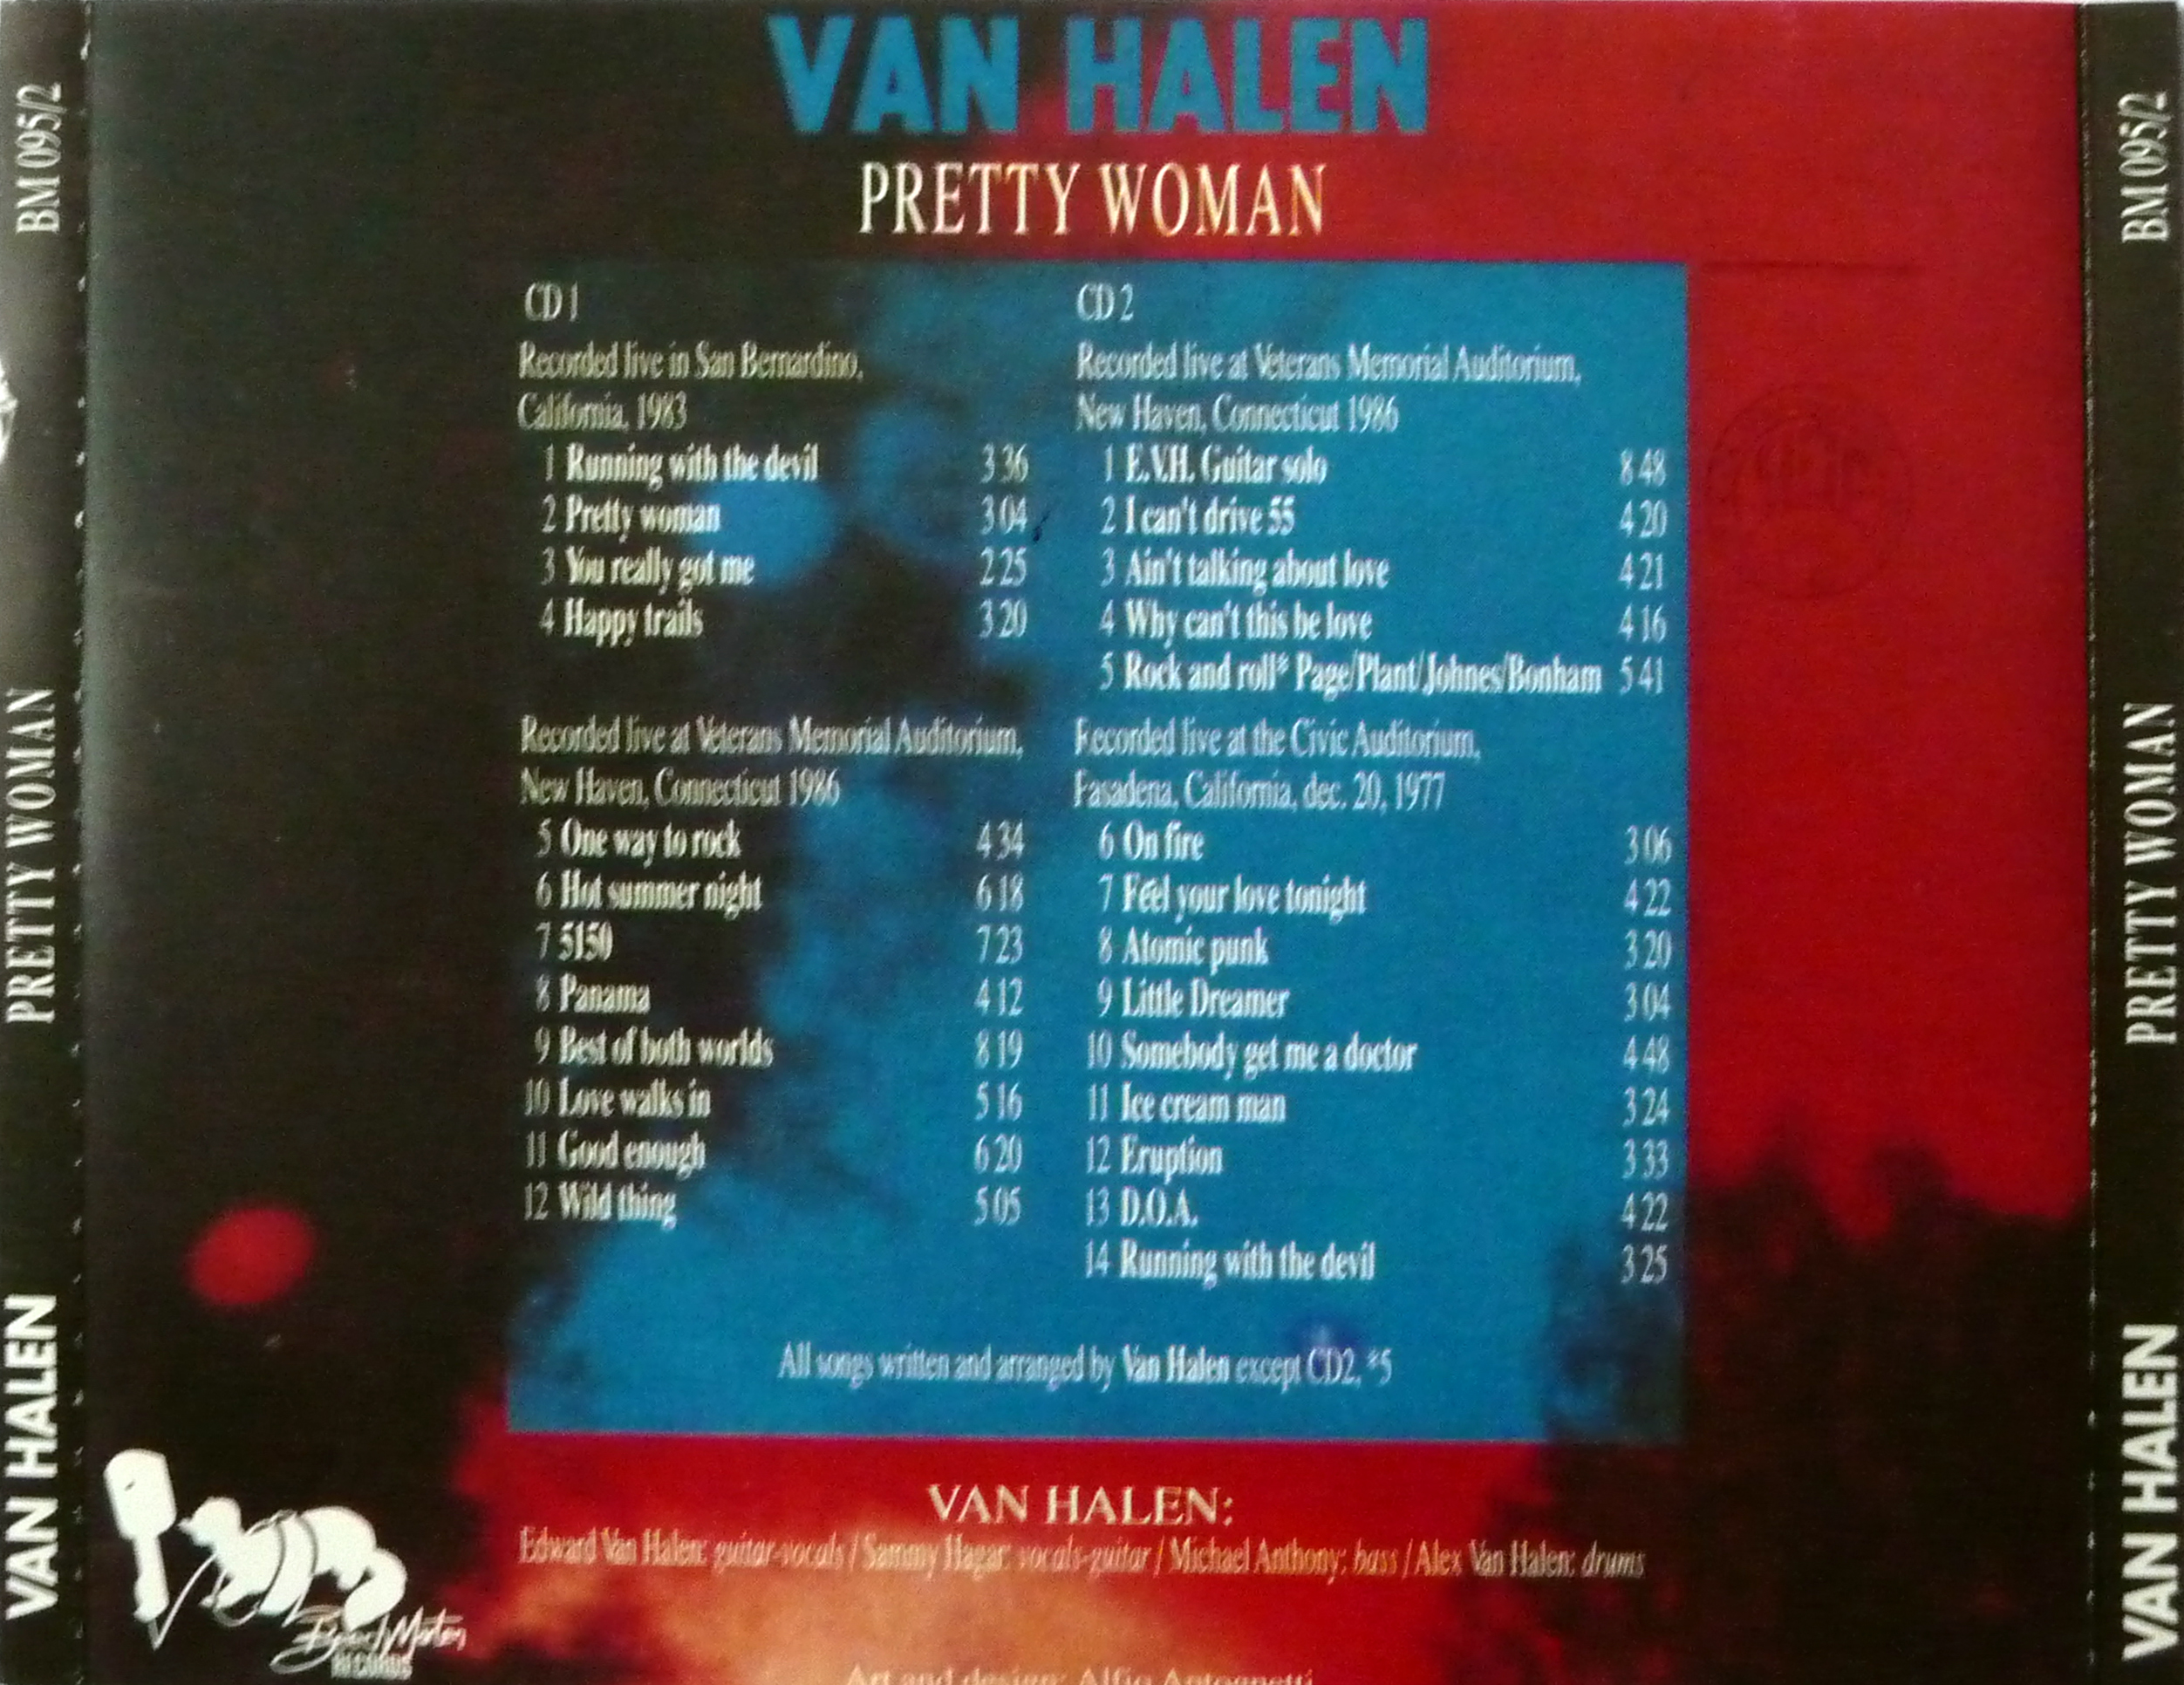 VAN HALEN
PRETTY WOMAN
CD 1
Recorded live in San Bernardino,
California, 1983
1 Running with the devil 3 36
2 Pretty woman 3 04
3 You really got me 2 25
4 Happy trails 3 20
Recorded live at Veterans Memorial Auditorium,
New Haven, Connecticut 1986
5 One way to rock 4 34
6 Hot summer night 6 18
7 5150 7 23
8 Panama 4 12
9 Best of both worlds 8 19
10 Love walks in 5 16
11 Good enough 6 20
12 Wild thing 5 05
CD 2
Recorded live at Veterans Memorial Auditorium,
New Haven, Connecticut 1986
1 E.V.H. Guitar solo 8 48
2 I can't drive 55 4 20
3 Ain't talking about love 4 21
4 Why can't this be love 4 16
5 Rock and roll* Page/Plant/Johnes/Bonham 5 41
Recorded live at the Civic Auditorium,
Pasadena, California, dec. 20, 1977
6 On fire 3 06
7 Feel your love tonight 4 22
8 Atomic punk 3 20
9 Little Dreamer 3 04
10 Somebody get me a doctor 4 48
11 Ice cream man 3 24
12 Eruption 3 33
13 D.O.A. 4 22
14 Running with the devil 3 25
All songs written and arranged by Van Halen except CD2, *5
VAN HALEN:
Edward Van Halen: guitar-vocals / Sammy Hagar: vocals-guitar / Michael Anthony: bass / Alex Van Halen: drums
Art and design: Alfio Antognetti
RECORDS
VAN HALEN PRETTY WOMAN BM 095/2
VAN HALEN PRETTY WOMAN BM 095/2